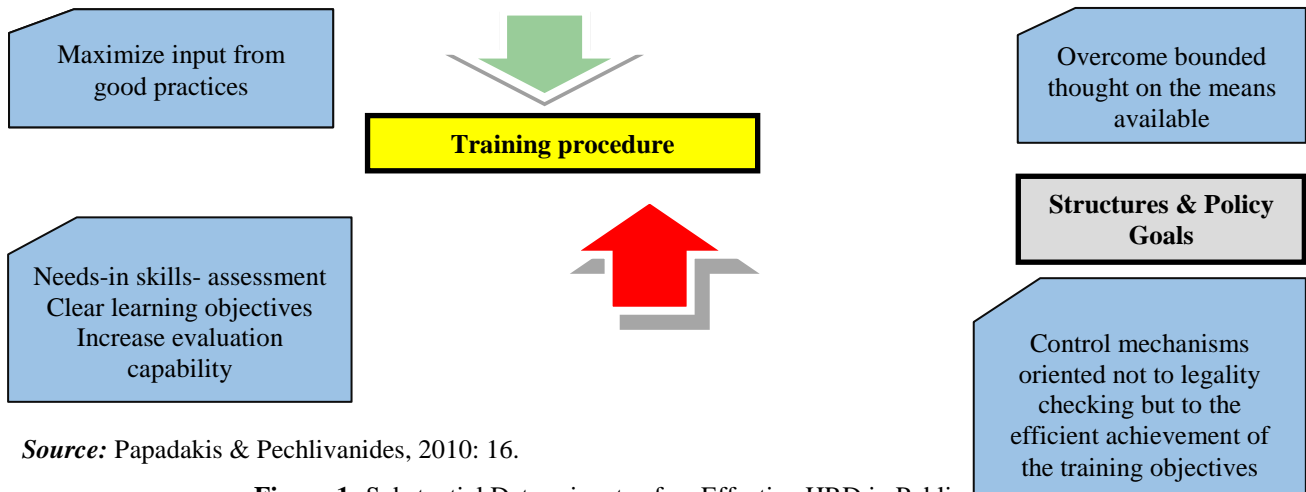 Maximize input from
good practices
Overcome bounded
thought on the means
available
Training procedure
Structures & Policy
Goals
Needs-in skills- assessment
Clear learning objectives
Increase evaluation
capability
Control mechanisms
oriented not to legality
checking but to the
efficient achievement of
the training objectives
Source: Papadakis & Pechlivanides, 2010: 16.